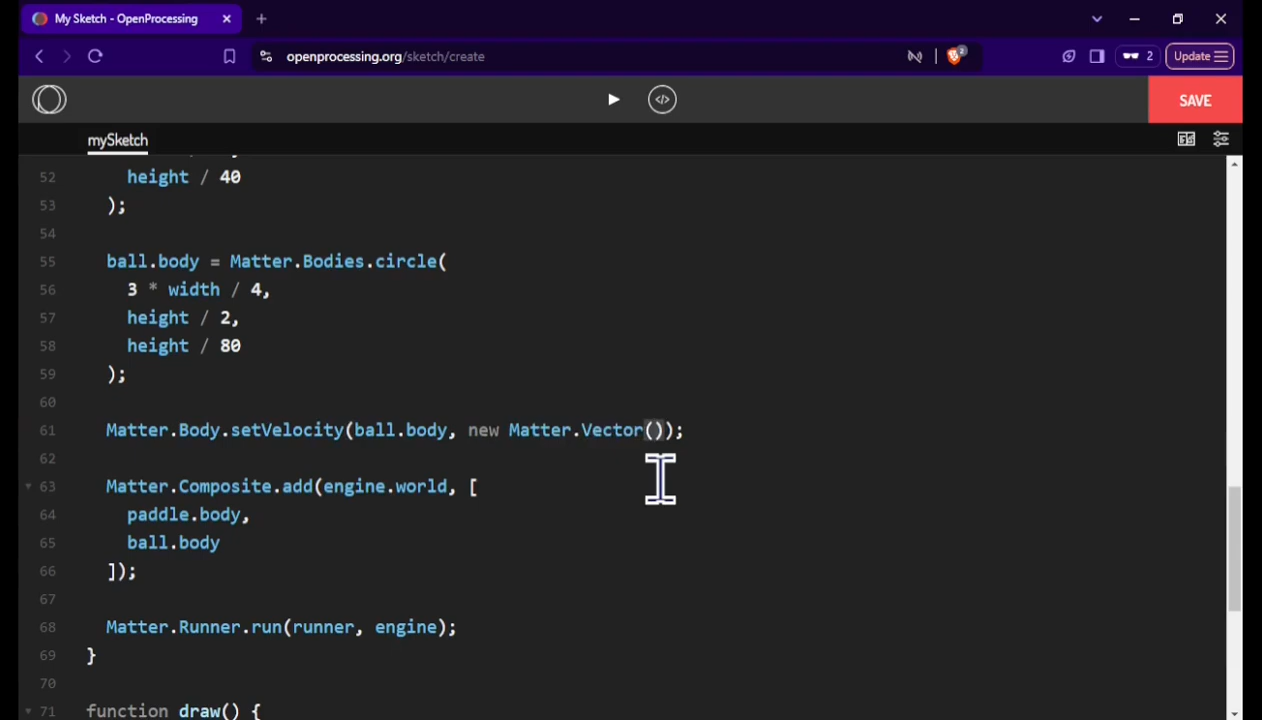 My Sketch - OpenProcessing
openprocessing.org/sketch/create
2
2
Update
SAVE
mySketch
52 height / 40
53 );
54
55 ball.body = Matter.Bodies.circle(
56 3 * width / 4,
57 height / 2,
58 height / 80
59 );
60
61 Matter.Body.setVelocity(ball.body, new Matter.Vector());
62
63 Matter.Composite.add(engine.world, [
64 paddle.body,
65 ball.body
66 ]);
67
68 Matter.Runner.run(runner, engine);
69 }
70
71 function draw() {